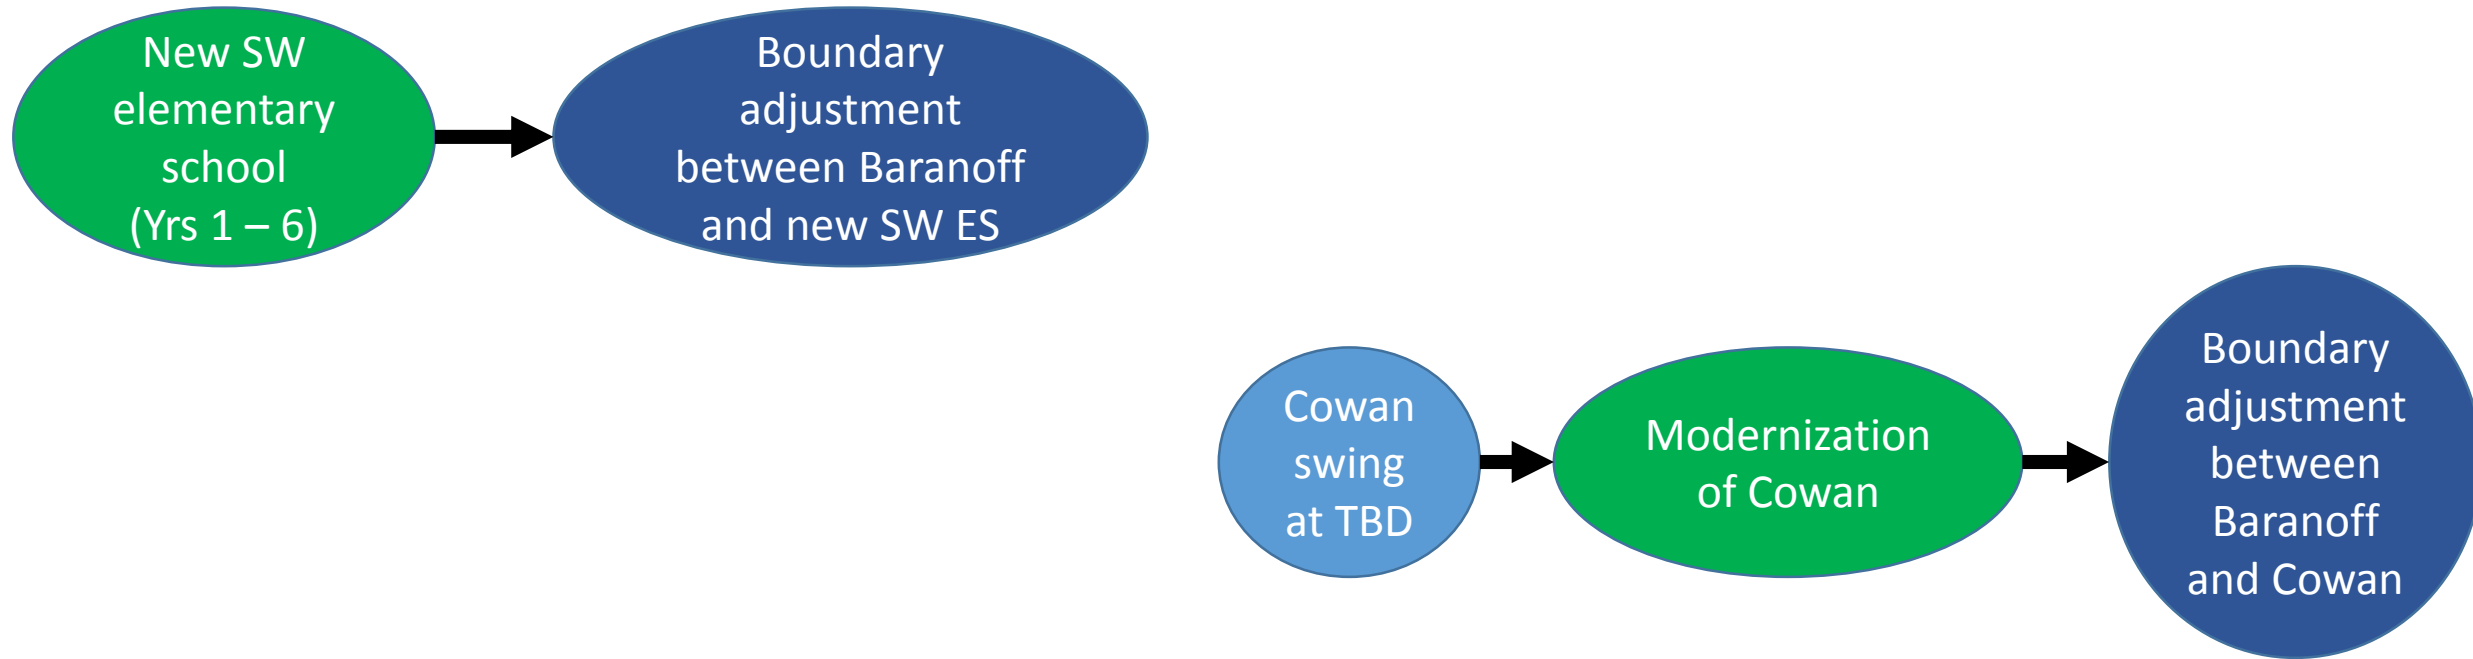 New SW
elementary
school
(Yrs 1 – 6)
Boundary
adjustment
between Baranoff
and new SW ES
Cowan
swing
at TBD
Modernization
of Cowan
Boundary
adjustment
between
Baranoff
and Cowan